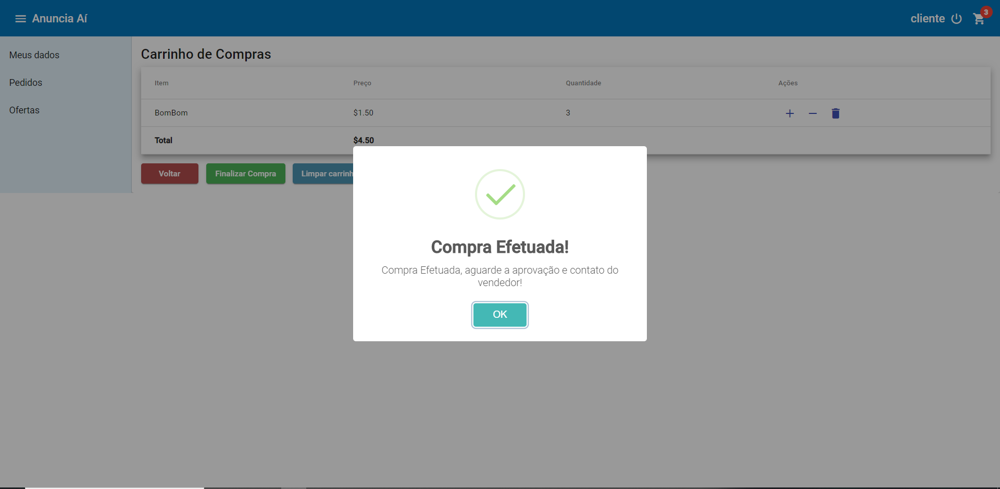 Anuncia Aí
cliente
3
Meus dados
Pedidos
Ofertas
Carrinho de Compras
Item Preço Quantidade Ações
BomBom $1.50 3
Total $4.50
Voltar Finalizar Compra Limpar carrinh
Compra Efetuada!
Compra Efetuada, aguarde a aprovação e contato do
vendedor!
OK